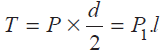 T = P × d/2 = P₁.l